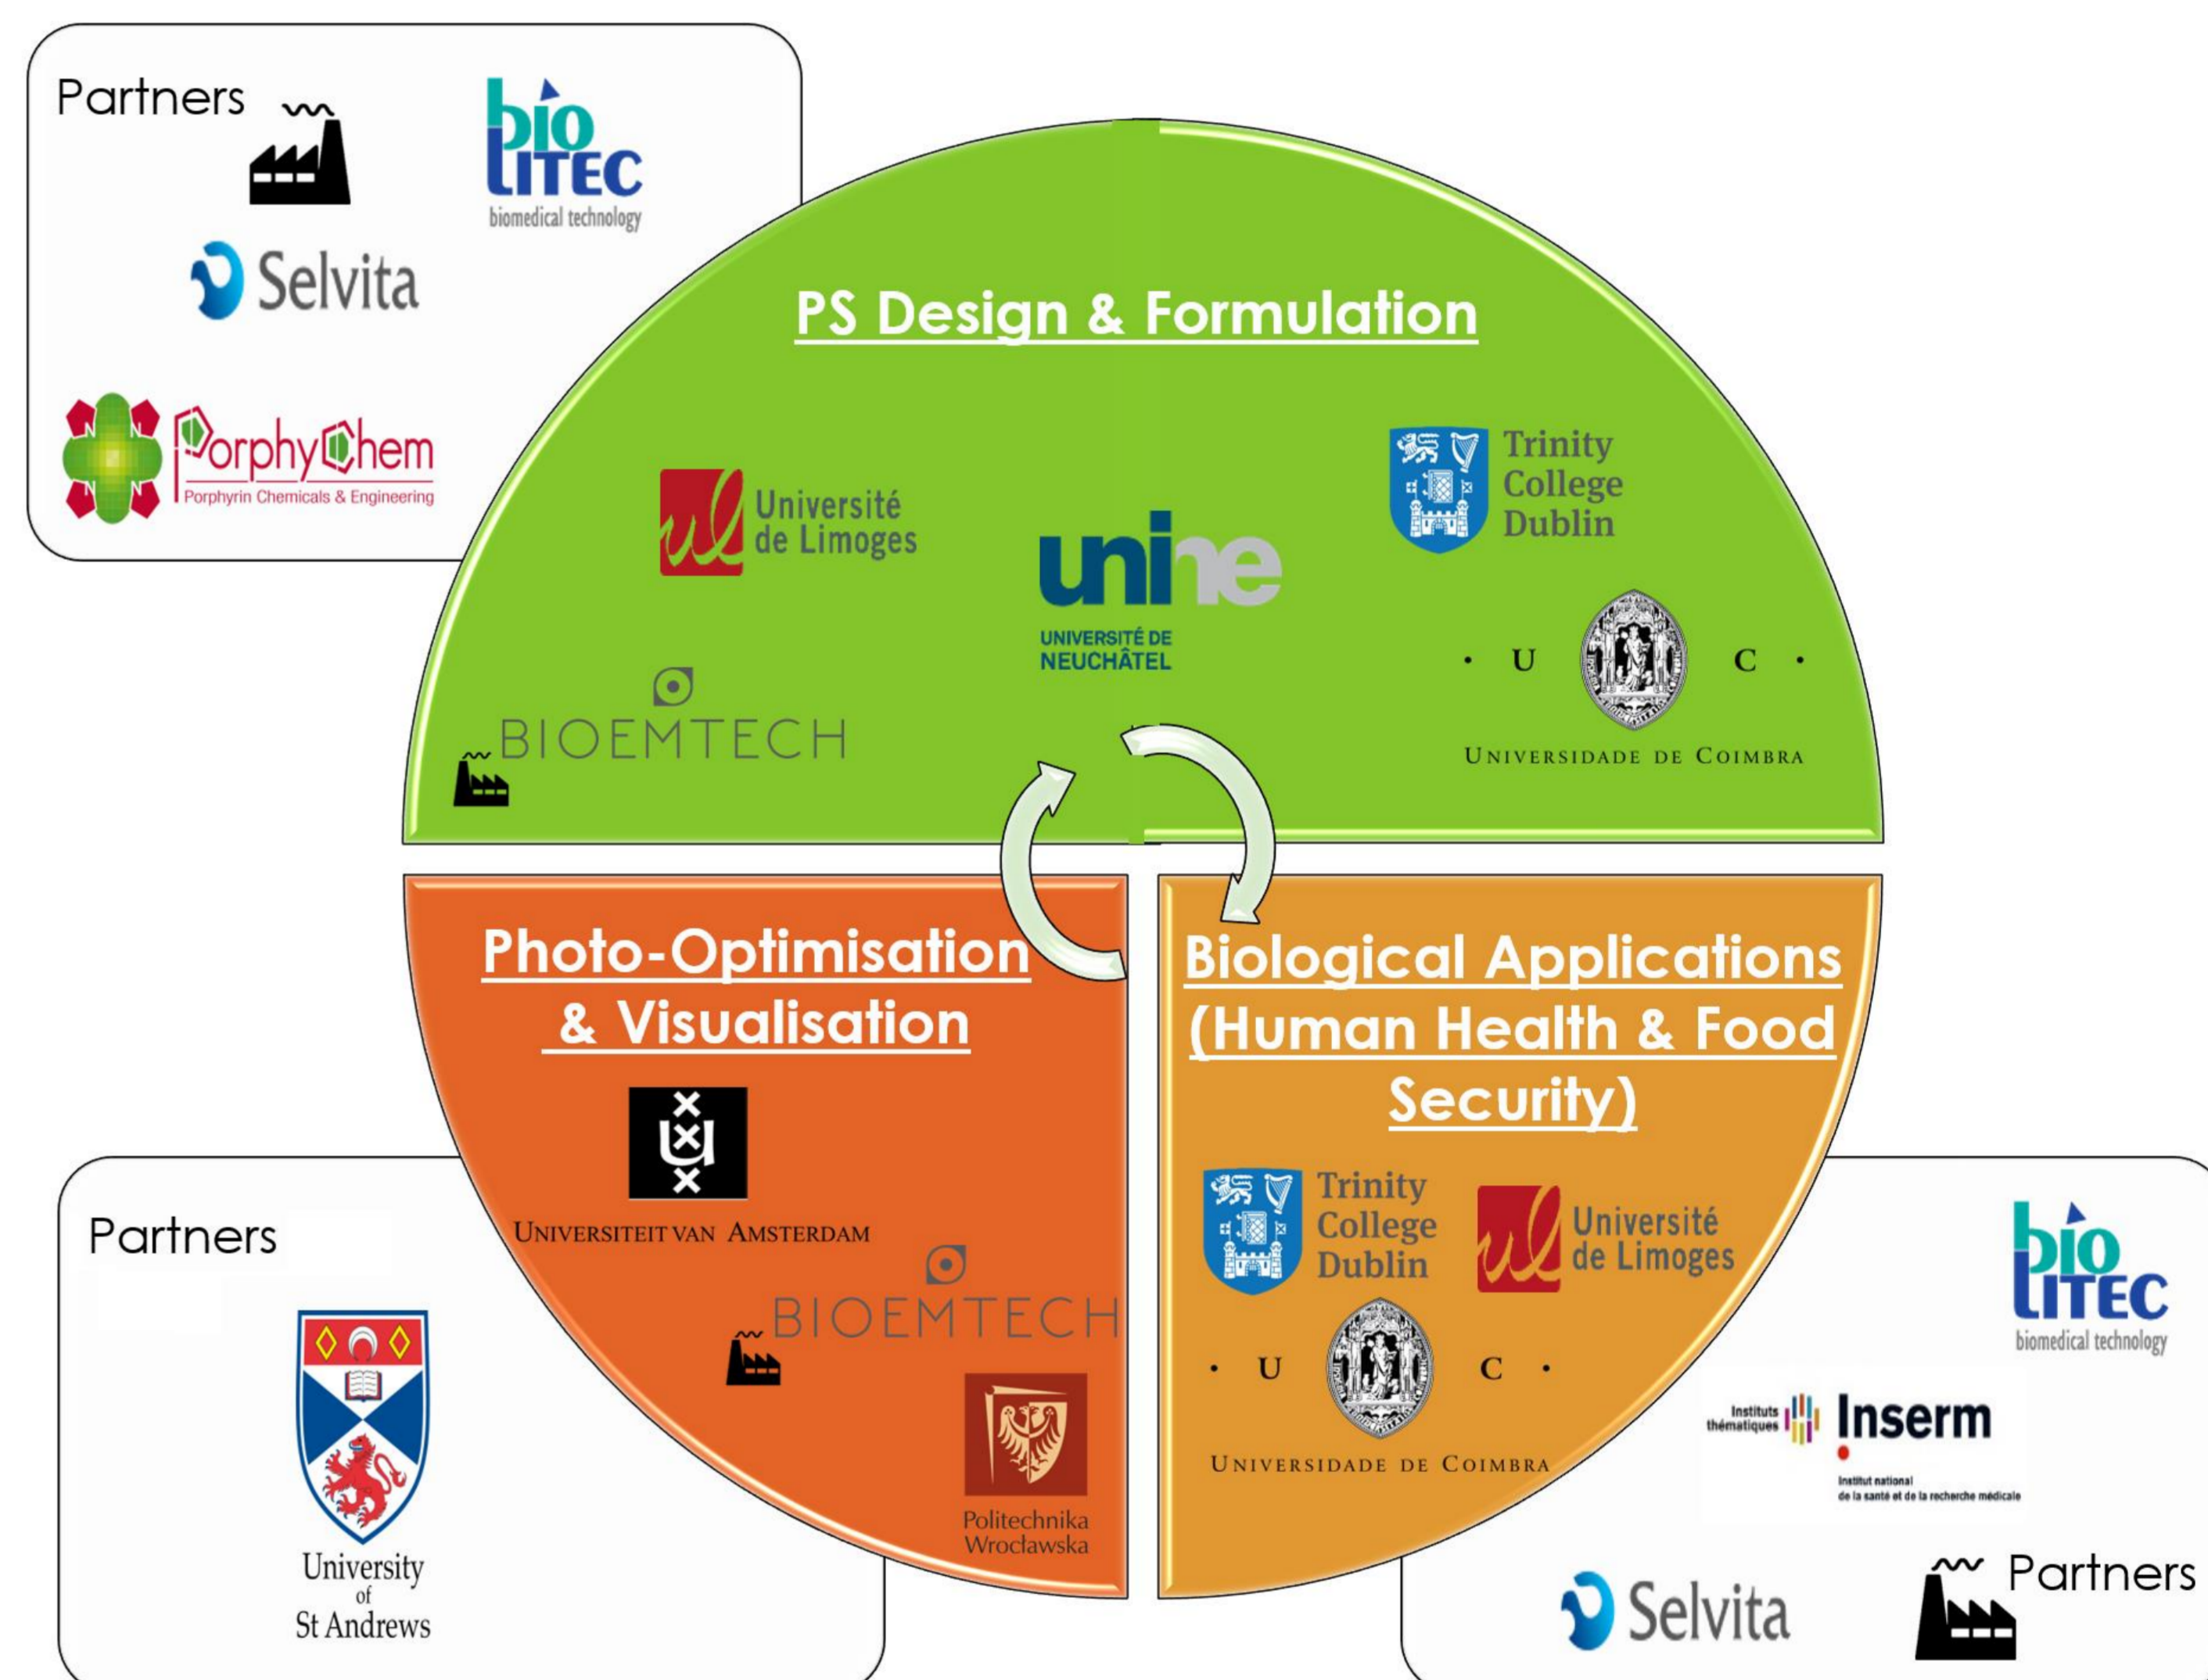 Partners
bio
LITEC
biomedical technology
Selvita
PorphyChem
Porphyrin Chemicals & Engineering
N N
N N
PS Design & Formulation
Université
de Limoges
unine
UNIVERSITÉ DE
NEUCHÂTEL
Trinity
College
Dublin
· U C ·
UNIVERSIDADE DE COIMBRA
BIOEMTECH
Photo-Optimisation
& Visualisation
UNIVERSITEIT VAN AMSTERDAM
BIOEMTECH
Politechnika
Wrocławska
Biological Applications
(Human Health & Food
Security)
Trinity
College
Dublin
Université
de Limoges
· U C ·
UNIVERSIDADE DE COIMBRA
Partners
University
of
St Andrews
bio
LITEC
biomedical technology
Instituts
thématiques
Inserm
Institut national
de la santé et de la recherche médicale
Selvita
Partners